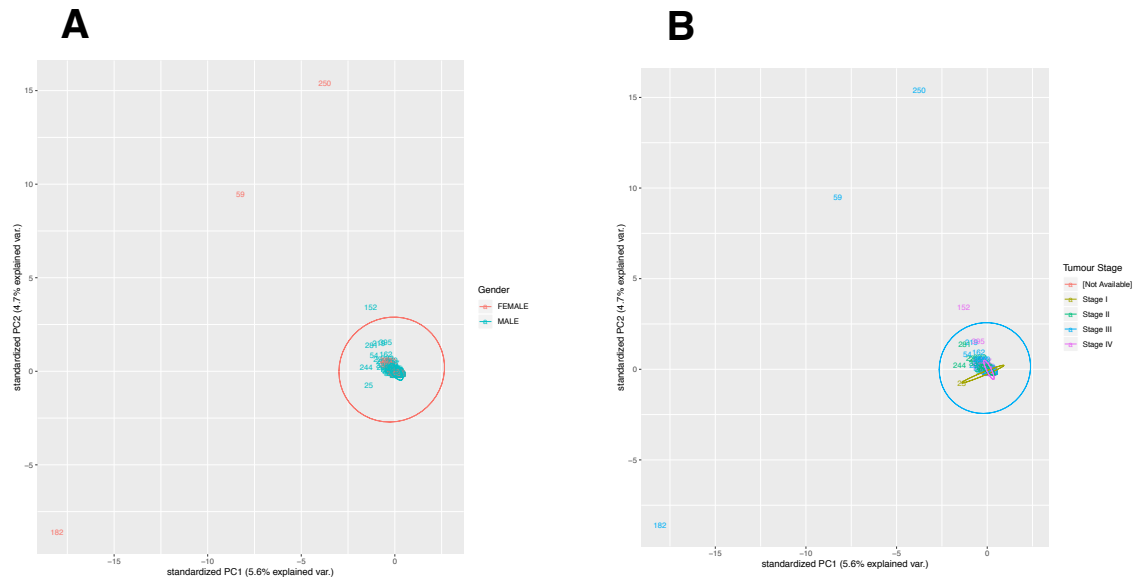 A
15
10
5
0
−5
−15
−10
−5
0
standardized PC2 (4.7% explained var.)
standardized PC1 (5.6% explained var.)
250
59
152
162
54
244
25
182
Gender
FEMALE
MALE
B
15
10
5
0
−5
−15
−10
−5
0
standardized PC2 (4.7% explained var.)
standardized PC1 (5.6% explained var.)
250
59
152
162
54
244
182
Tumour Stage
[Not Available]
Stage I
Stage II
Stage III
Stage IV